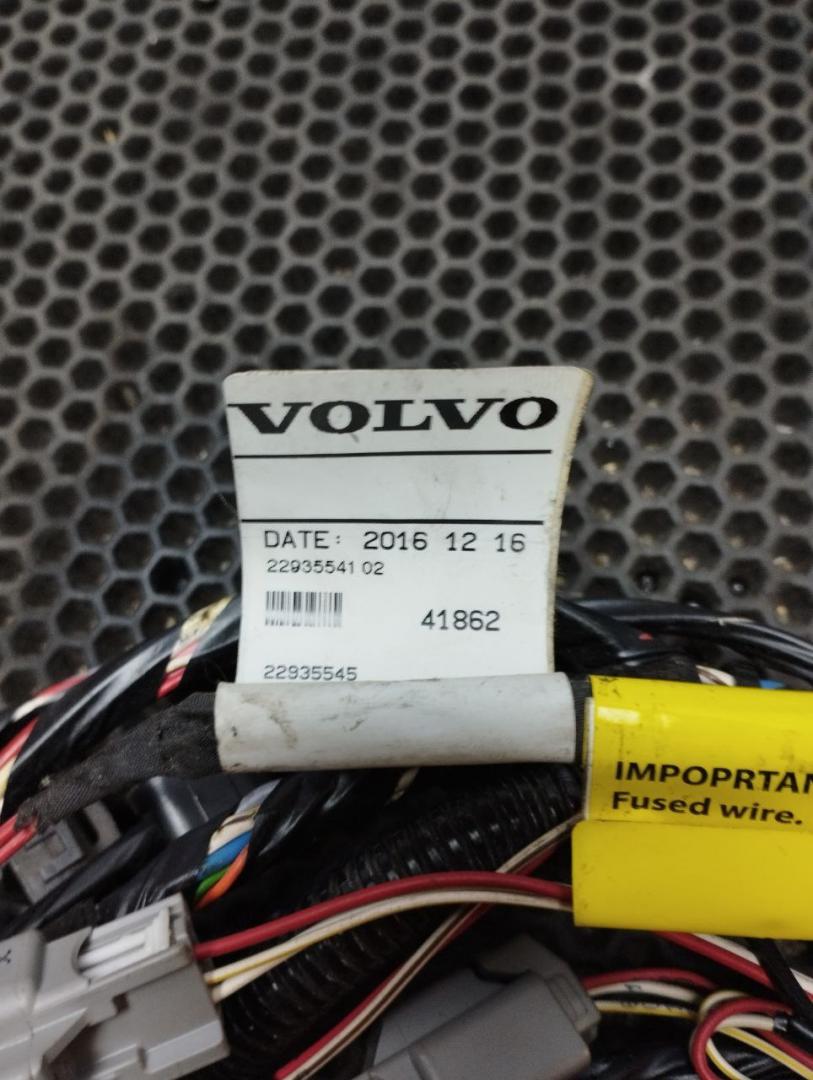 VOLVO
DATE: 2016 12 16
22935541 02
41862
22935545
IMPOPRTAN
Fused wire.